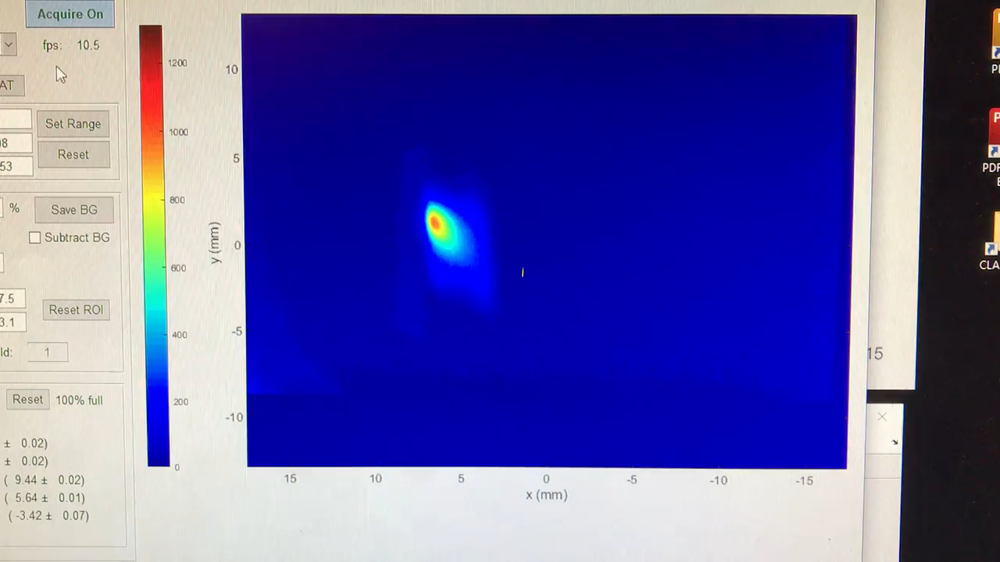 Acquire On
fps: 10.5
AT
Set Range
08
Reset
53
% Save BG
Subtract BG
7.5
Reset ROI
3.1
ld: 1
Reset 100% full
± 0.02)
± 0.02)
( 9.44 ± 0.02)
( 5.64 ± 0.01)
( -3.42 ± 0.07)
1200
1000
800
600
400
200
0
y (mm)
10
5
0
-5
-10
15 10 5 0 -5 -10 -15
x (mm)
15
PDF
CLA